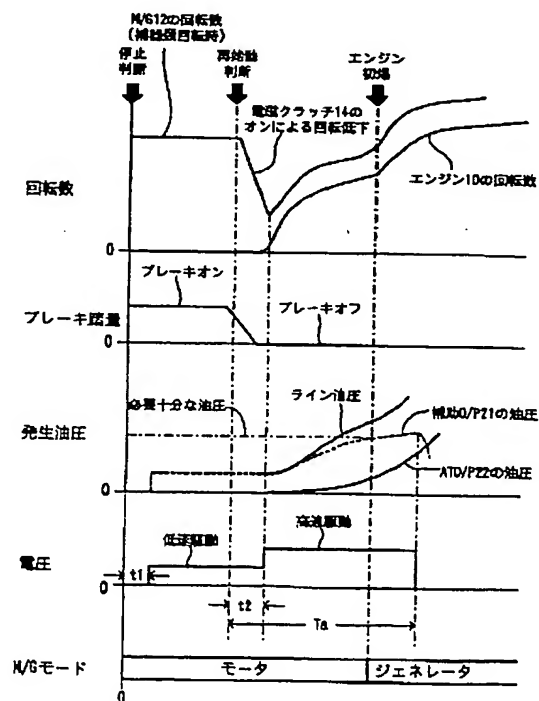 M/G12の回転数
(補機類回転時)
停止
判断
再始動
判断
エンジン
初爆
電磁クラッチ14の
オンによる回転低下
回転数
エンジン10の回転数
0
ブレーキオン
ブレーキ踏量
ブレーキオフ
0
必要十分な油圧
ライン油圧
発生油圧
補助O/P21の油圧
ATO/P22の油圧
0
電圧
低速駆動
高速駆動
0
t1
t2
Ta
M/Gモード
モータ
ジェネレータ
0